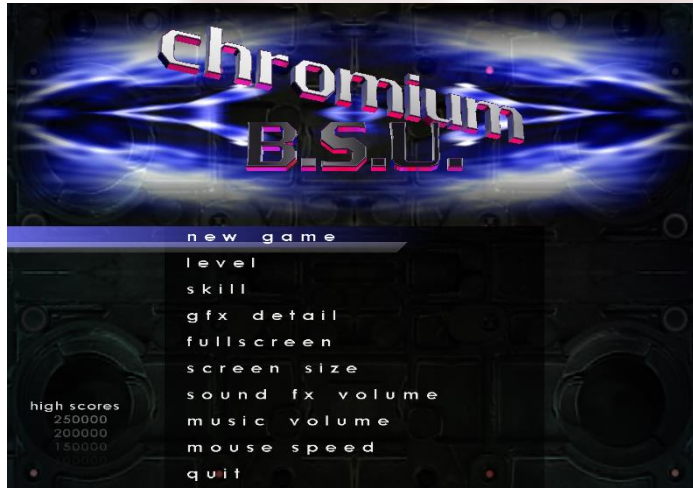 chromium
B.S.U.
new game
level
skill
gfx detail
fullscreen
screen size
sound fx volume
music volume
mouse speed
quit
high scores
250000
200000
150000
100000